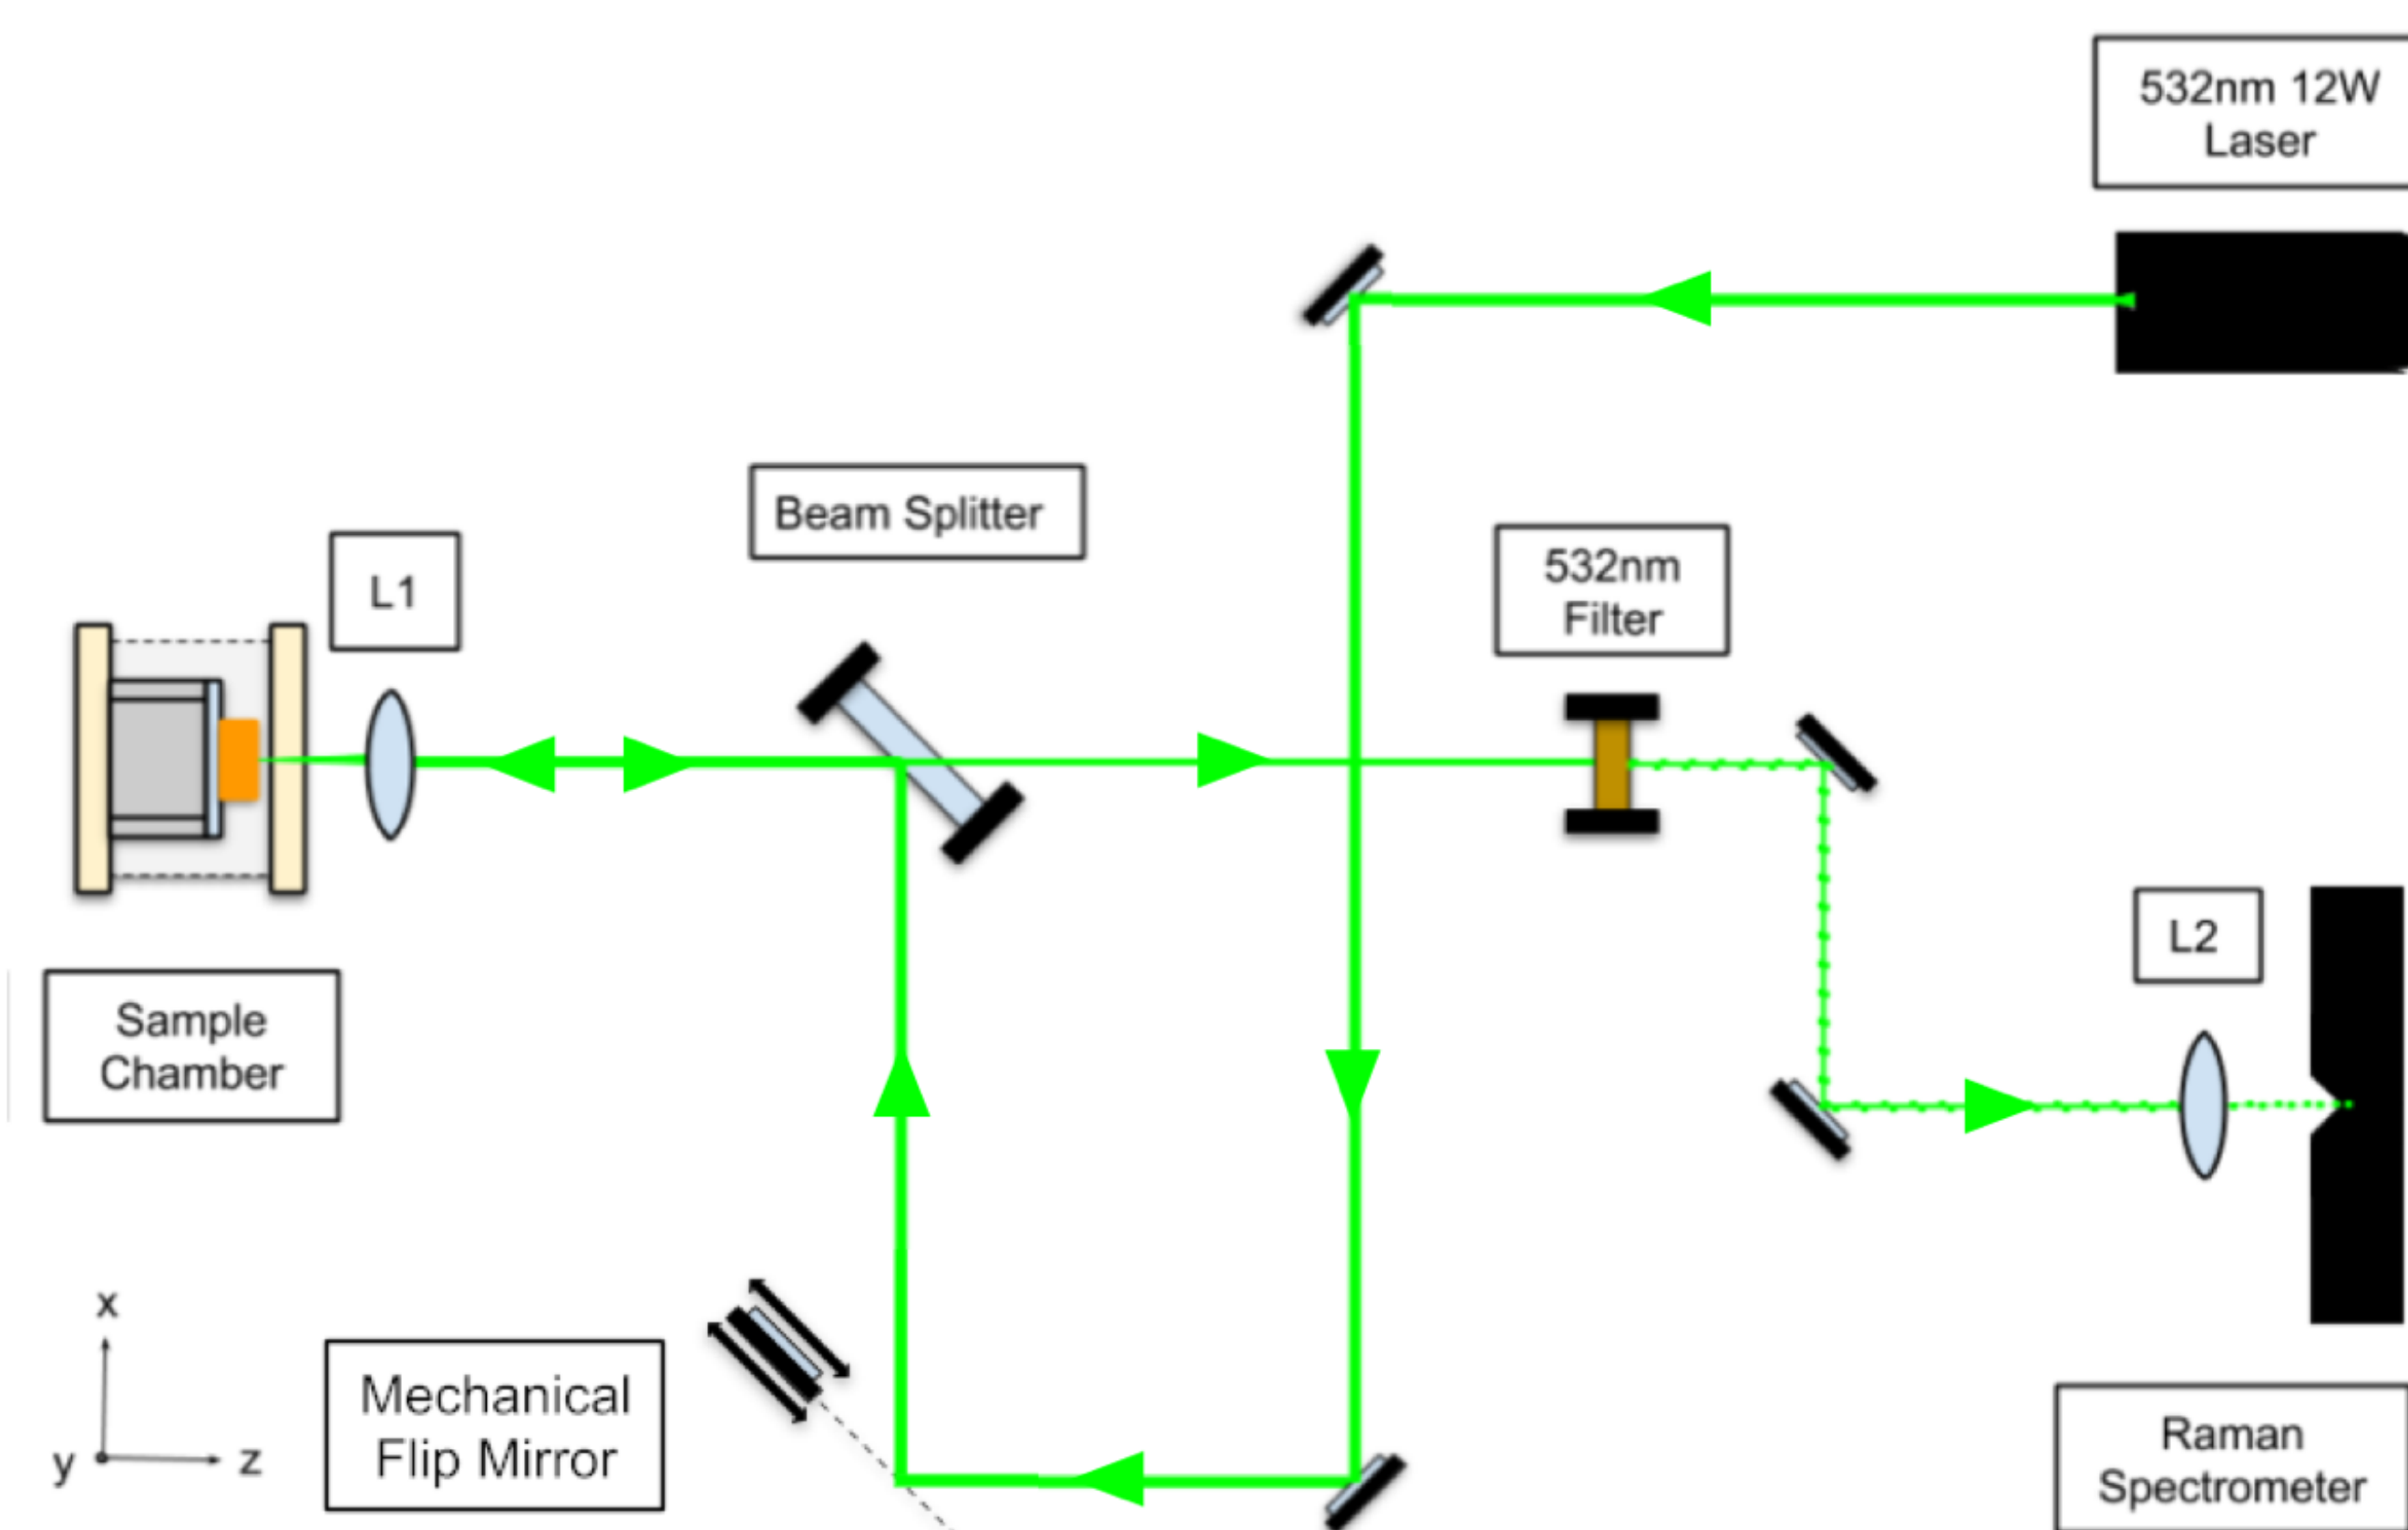 532nm 12W
Laser
Beam Splitter
532nm
Filter
L1
L2
Sample
Chamber
x
y
z
Mechanical
Flip Mirror
Raman
Spectrometer